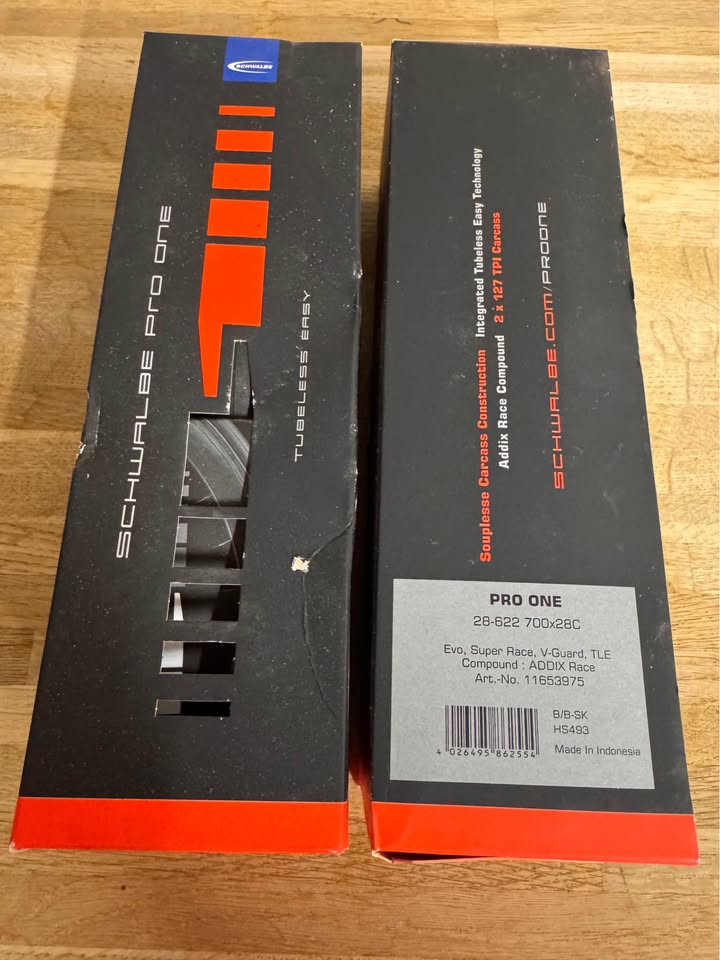 SCHWALBE
SCHWALBE PRO ONE
TUBELESS EASY
Souplesse Carcass Construction Integrated Tubeless Easy Technology
Addix Race Compound 2 x 127 TPI Carcass
SCHWALBE.COM/PROONE
PRO ONE
28-622 700x28C
Evo, Super Race, V-Guard, TLE
Compound : ADDIX Race
Art.-No. 11653975
B/B-SK
HS493
4 026495 862554
Made In Indonesia